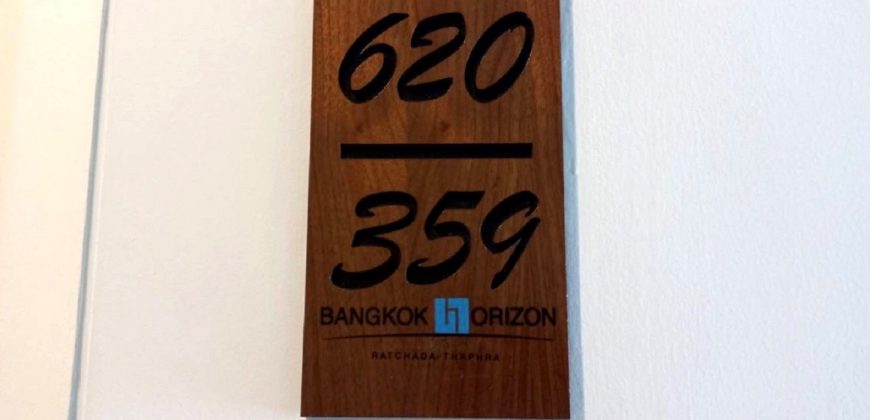 620
359
BANGKOK HORIZON
RATCHADA-THAPHRA